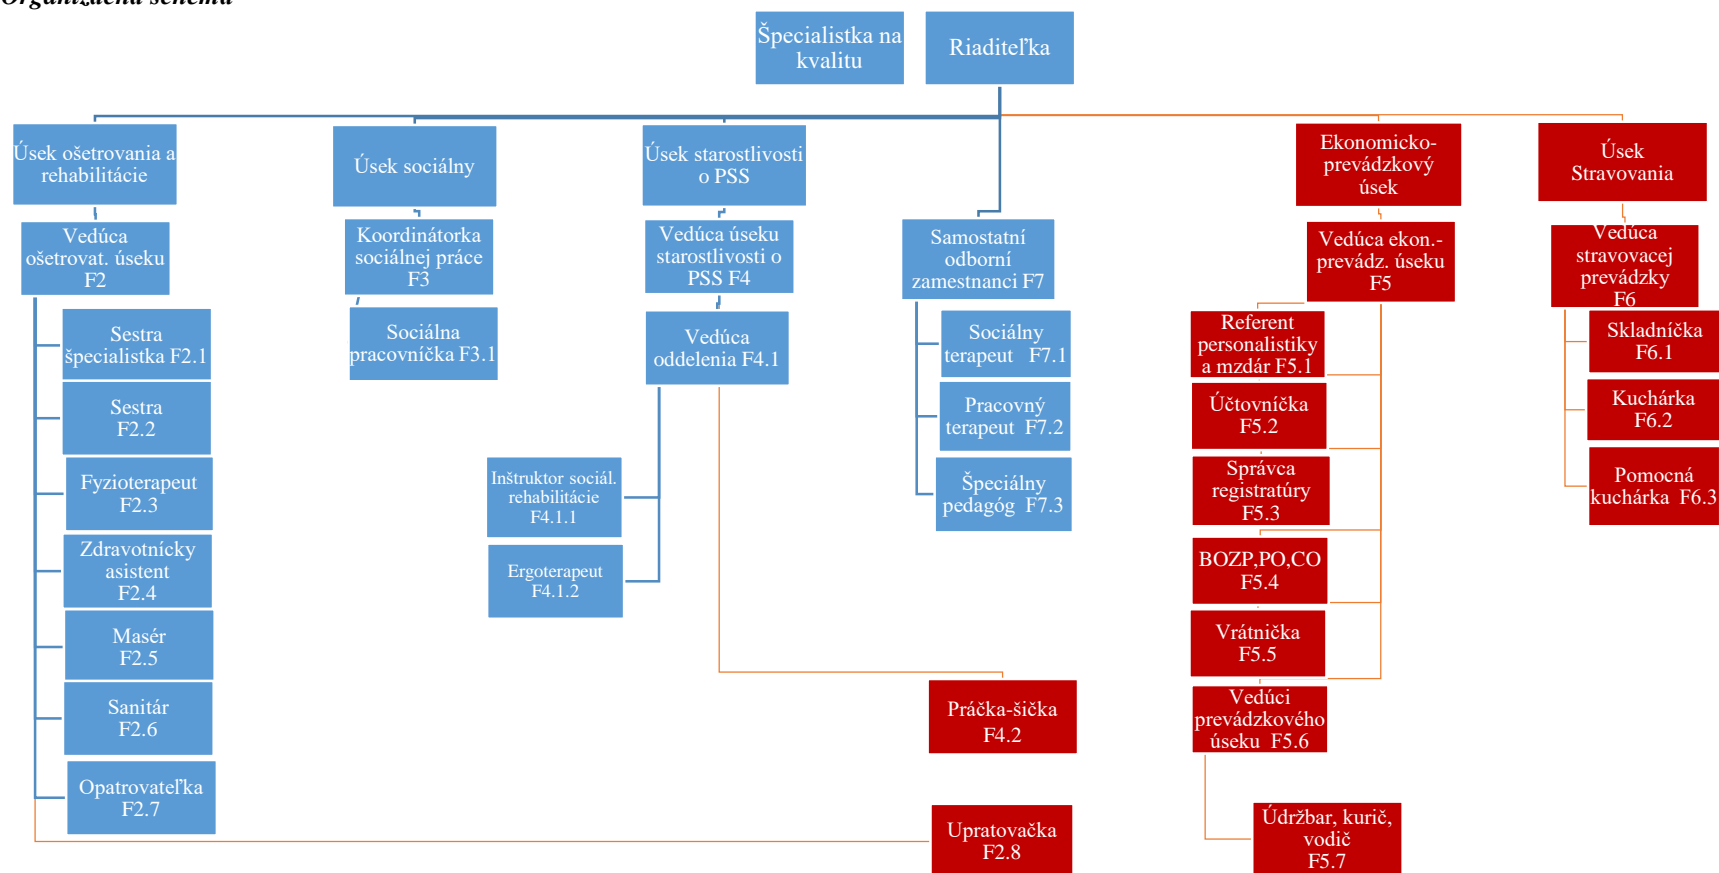 Organizačná schéma
Špecialistka na
kvalitu
Riaditeľka
Úsek ošetrovania a
rehabilitácie
Úsek sociálny
Úsek starostlivosti
o PSS
Ekonomicko-
prevádzkový
úsek
Úsek
Stravovania
Vedúca
ošetrovat. úseku
F2
Koordinátorka
sociálnej práce
F3
Vedúca úseku
starostlivosti o
PSS F4
Samostatní
odborní
zamestnanci F7
Vedúca ekon.-
prevádz. úseku
F5
Vedúca
stravovacej
prevádzky
F6
Sestra
špecialistka F2.1
Sestra
F2.2
Fyzioterapeut
F2.3
Zdravotnícky
asistent
F2.4
Masér
F2.5
Sanitár
F2.6
Opatrovateľka
F2.7
Sociálna
pracovníčka F3.1
Vedúca
oddelenia F4.1
Inštruktor sociál.
rehabilitácie
F4.1.1
Ergoterapeut
F4.1.2
Sociálny
terapeut F7.1
Pracovný
terapeut F7.2
Špeciálny
pedagóg F7.3
Práčka-šička
F4.2
Upratovačka
F2.8
Referent
personalistiky
a mzdár F5.1
Účtovníčka
F5.2
Správca
registratúry
F5.3
BOZP,PO,CO
F5.4
Vrátnička
F5.5
Vedúci
prevádzkového
úseku F5.6
Údržbar, kurič,
vodič
F5.7
Skladníčka
F6.1
Kuchárka
F6.2
Pomocná
kuchárka F6.3